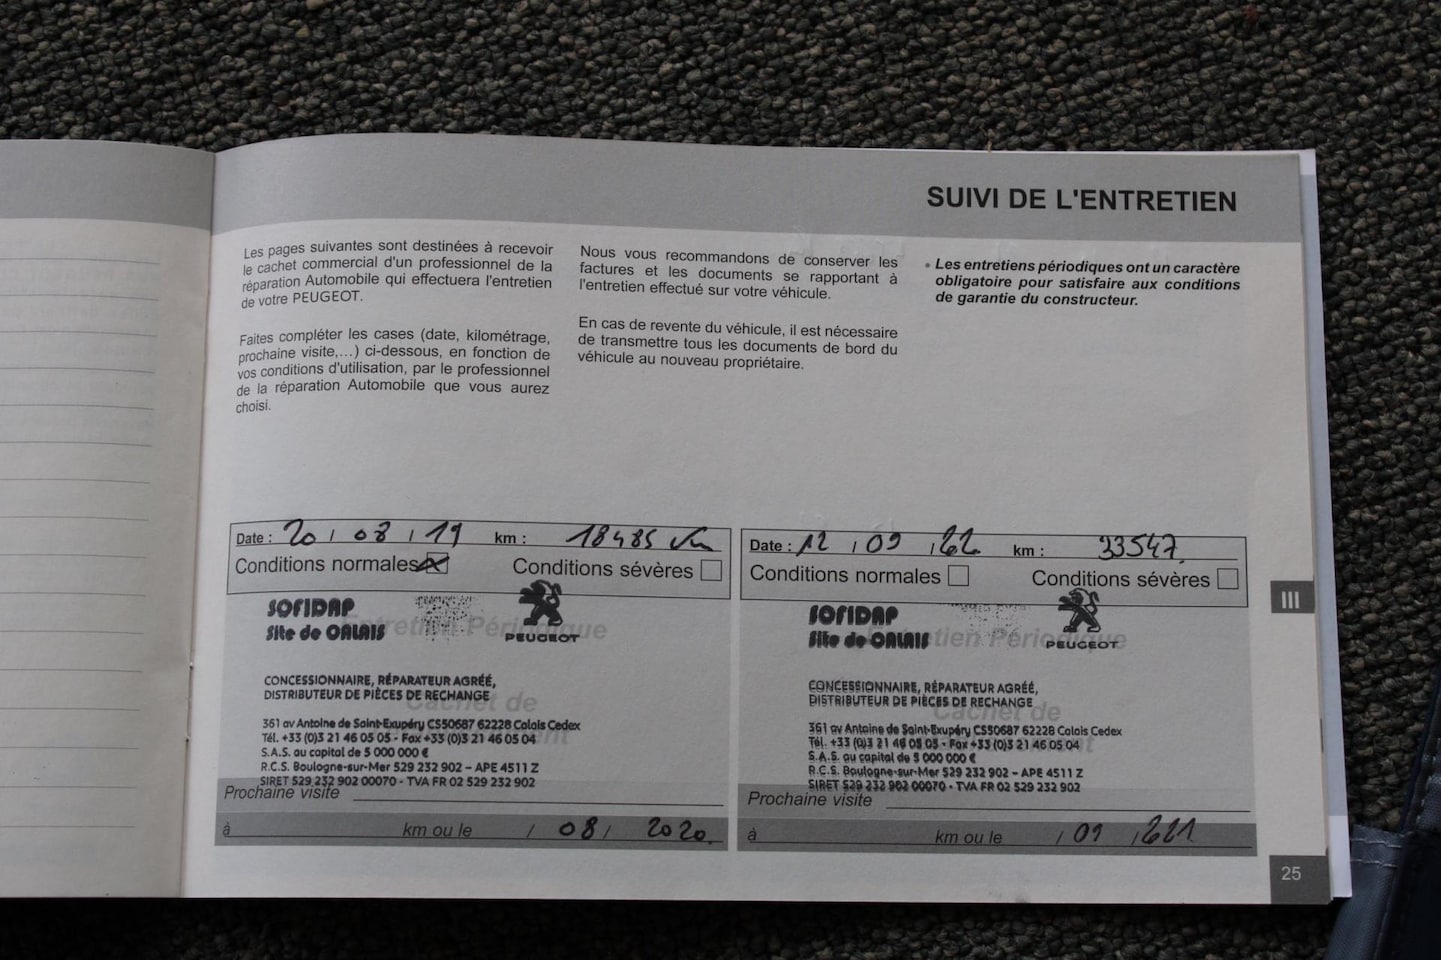 SUIVI DE L'ENTRETIEN
Les pages suivantes sont destinées à recevoir
le cachet commercial d'un professionnel de la
réparation Automobile qui effectuera l'entretien
de votre PEUGEOT.
Faites compléter les cases (date, kilométrage,
prochaine visite,...) ci-dessous, en fonction de
vos conditions d'utilisation, par le professionnel
de la réparation Automobile que vous aurez
choisi.
Nous vous recommandons de conserver les
factures et les documents se rapportant à
l'entretien effectué sur votre véhicule.
En cas de revente du véhicule, il est nécessaire
de transmettre tous les documents de bord du
véhicule au nouveau propriétaire.
• Les entretiens périodiques ont un caractère
obligatoire pour satisfaire aux conditions
de garantie du constructeur.
Date : 20 / 08 / 19 km : 18485 km
Conditions normales Conditions sévères
Entretien Périodique
SOFIDAP
Site de CALAIS
PEUGEOT
CONCESSIONNAIRE, RÉPARATEUR AGRÉÉ,
DISTRIBUTEUR DE PIÈCES DE RECHANGE
Cachet de
361 av Antoine de Saint-Exupéry CS50687 62228 Calais Cedex
Tél. +33 (0)3 21 46 05 05 - Fax +33 (0)3 21 46 05 04
S.A.S. au capital de 5 000 000 €
R.C.S. Boulogne-sur-Mer 529 232 902 – APE 4511 Z
SIRET 529 232 902 00070 - TVA FR 02 529 232 902
Prochaine visite
à km ou le / 08 / 2020
Date : 12 / 09 / km : 33547
Conditions normales Conditions sévères
Entretien Périodique
SOFIDAP
Site de CALAIS
PEUGEOT
CONCESSIONNAIRE, RÉPARATEUR AGRÉÉ,
DISTRIBUTEUR DE PIÈCES DE RECHANGE
Cachet de
361 av Antoine de Saint-Exupéry CS50687 62228 Calais Cedex
Tél. +33 (0)3 21 46 05 05 - Fax +33 (0)3 21 46 05 04
S.A.S. au capital de 5 000 000 €
R.C.S. Boulogne-sur-Mer 529 232 902 – APE 4511 Z
SIRET 529 232 902 00070 - TVA FR 02 529 232 902
Prochaine visite
à km ou le / 09 /
III
25